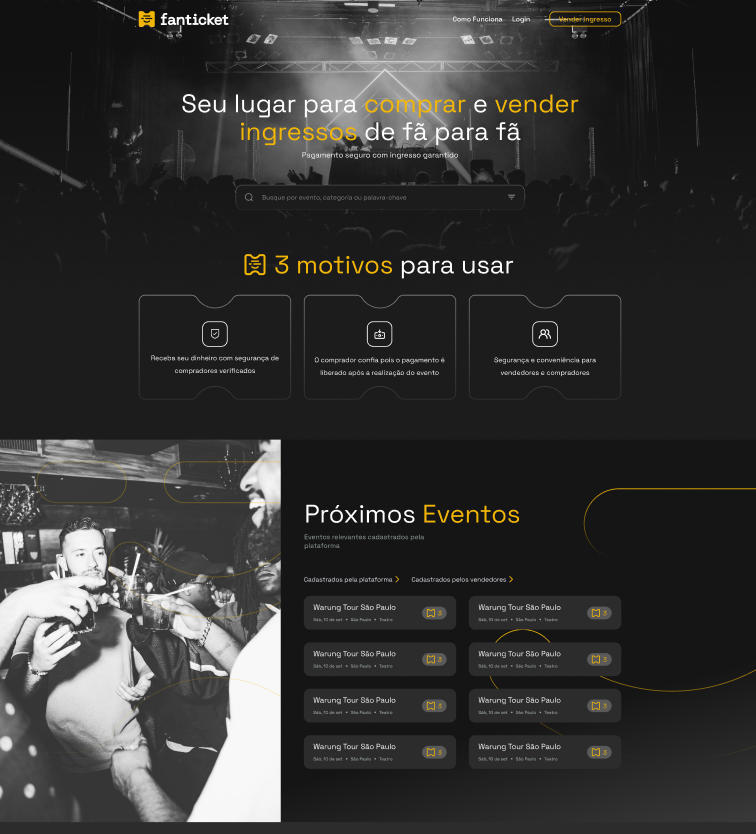 fanticket
Como Funciona Login Vender Ingresso
Seu lugar para comprar e vender
ingressos de fã para fã
Pagamento seguro com ingresso garantido
Busque por evento, categoria ou palavra-chave
3 motivos para usar
Receba seu dinheiro com segurança de
compradores verificados
O comprador confia pois o pagamento é
liberado após a realização do evento
Segurança e conveniência para
vendedores e compradores
Próximos Eventos
Eventos relevantes cadastrados pela
plataforma
Cadastrados pela plataforma Cadastrados pelos vendedores
Warung Tour São Paulo 3
Sáb, 10 de set • São Paulo • Teatro
Warung Tour São Paulo 3
Sáb, 10 de set • São Paulo • Teatro
Warung Tour São Paulo 3
Sáb, 10 de set • São Paulo • Teatro
Warung Tour São Paulo 3
Sáb, 10 de set • São Paulo • Teatro
Warung Tour São Paulo 3
Sáb, 10 de set • São Paulo • Teatro
Warung Tour São Paulo 3
Sáb, 10 de set • São Paulo • Teatro
Warung Tour São Paulo 3
Sáb, 10 de set • São Paulo • Teatro
Warung Tour São Paulo 3
Sáb, 10 de set • São Paulo • Teatro